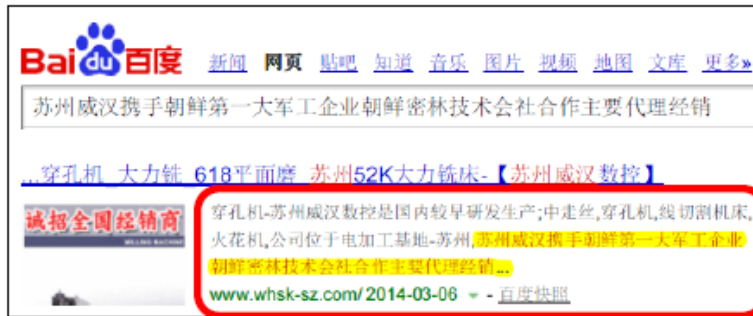 Bai du 百度
新闻 网页 贴吧 知道 音乐 图片 视频 地图 文库 更多»
苏州威汉携手朝鲜第一大军工企业朝鲜密林技术会社合作主要代理经销
...穿孔机_大力铣_618平面磨_苏州52K大力铣床-【苏州威汉数控】
诚招全国经销商
MILLING MACHINE
穿孔机-苏州威汉数控是国内较早研发生产;中走丝,穿孔机,线切割机床,
火花机,公司位于电加工基地-苏州,苏州威汉携手朝鲜第一大军工企业
朝鲜密林技术会社合作主要代理经销...
www.whsk-sz.com/ 2014-03-06 - 百度快照